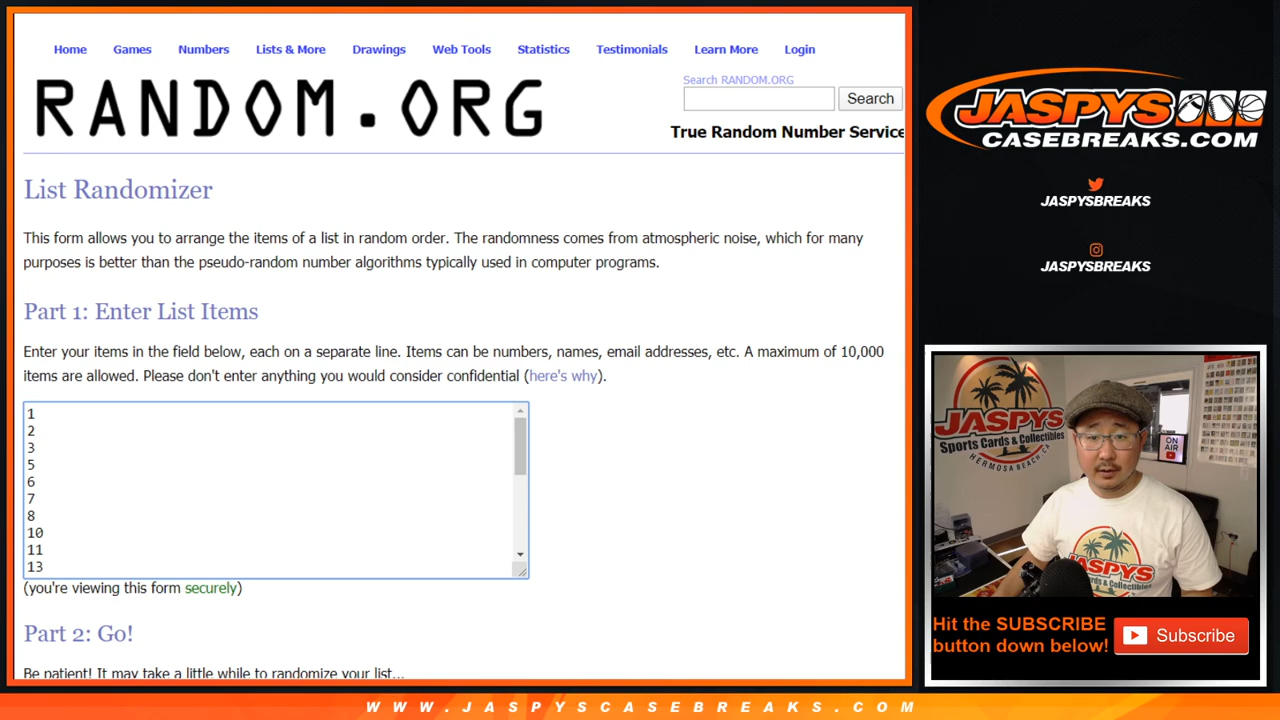 Home Games Numbers Lists & More Drawings Web Tools Statistics Testimonials Learn More Login
Search RANDOM.ORG
RANDOM.ORG
Search
True Random Number Service
List Randomizer
This form allows you to arrange the items of a list in random order. The randomness comes from atmospheric noise, which for many
purposes is better than the pseudo-random number algorithms typically used in computer programs.
Part 1: Enter List Items
Enter your items in the field below, each on a separate line. Items can be numbers, names, email addresses, etc. A maximum of 10,000
items are allowed. Please don't enter anything you would consider confidential (here's why).
1
2
3
5
6
7
8
10
11
13
(you're viewing this form securely)
Part 2: Go!
Be patient! It may take a little while to randomize your list...
JASPYS
CASEBREAKS.COM
JASPYSBREAKS
JASPYSBREAKS
JASPYS
Sports Cards & Collectibles
HERMOSA BEACH, CA
ON
AIR
JASPYS
Sports Cards & Collectibles
Hit the SUBSCRIBE
button down below!
Subscribe
WWW.JASPYSCASEBREAKS.COM